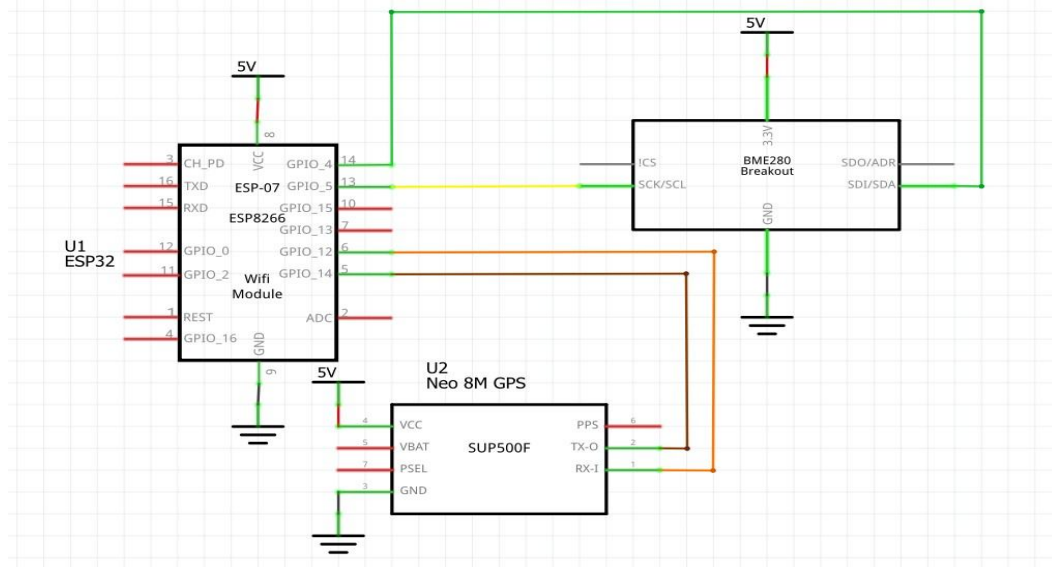 5V
5V
8
VCC
3
CH_PD
GPIO_4
14
16
TXD
ESP-07
GPIO_5
13
15
RXD
ESP8266
GPIO_15
10
GPIO_13
7
U1
ESP32
12
GPIO_0
GPIO_12
6
11
GPIO_2
Wifi
Module
GPIO_14
5
1
REST
ADC
2
4
GPIO_16
GND
9
3.3V
ICS
BME280
Breakout
SDO/ADR
SCK/SCL
SDI/SDA
GND
5V
U2
Neo 8M GPS
4
VCC
PPS
6
5
VBAT
SUP500F
TX-O
2
7
PSEL
RX-I
1
3
GND